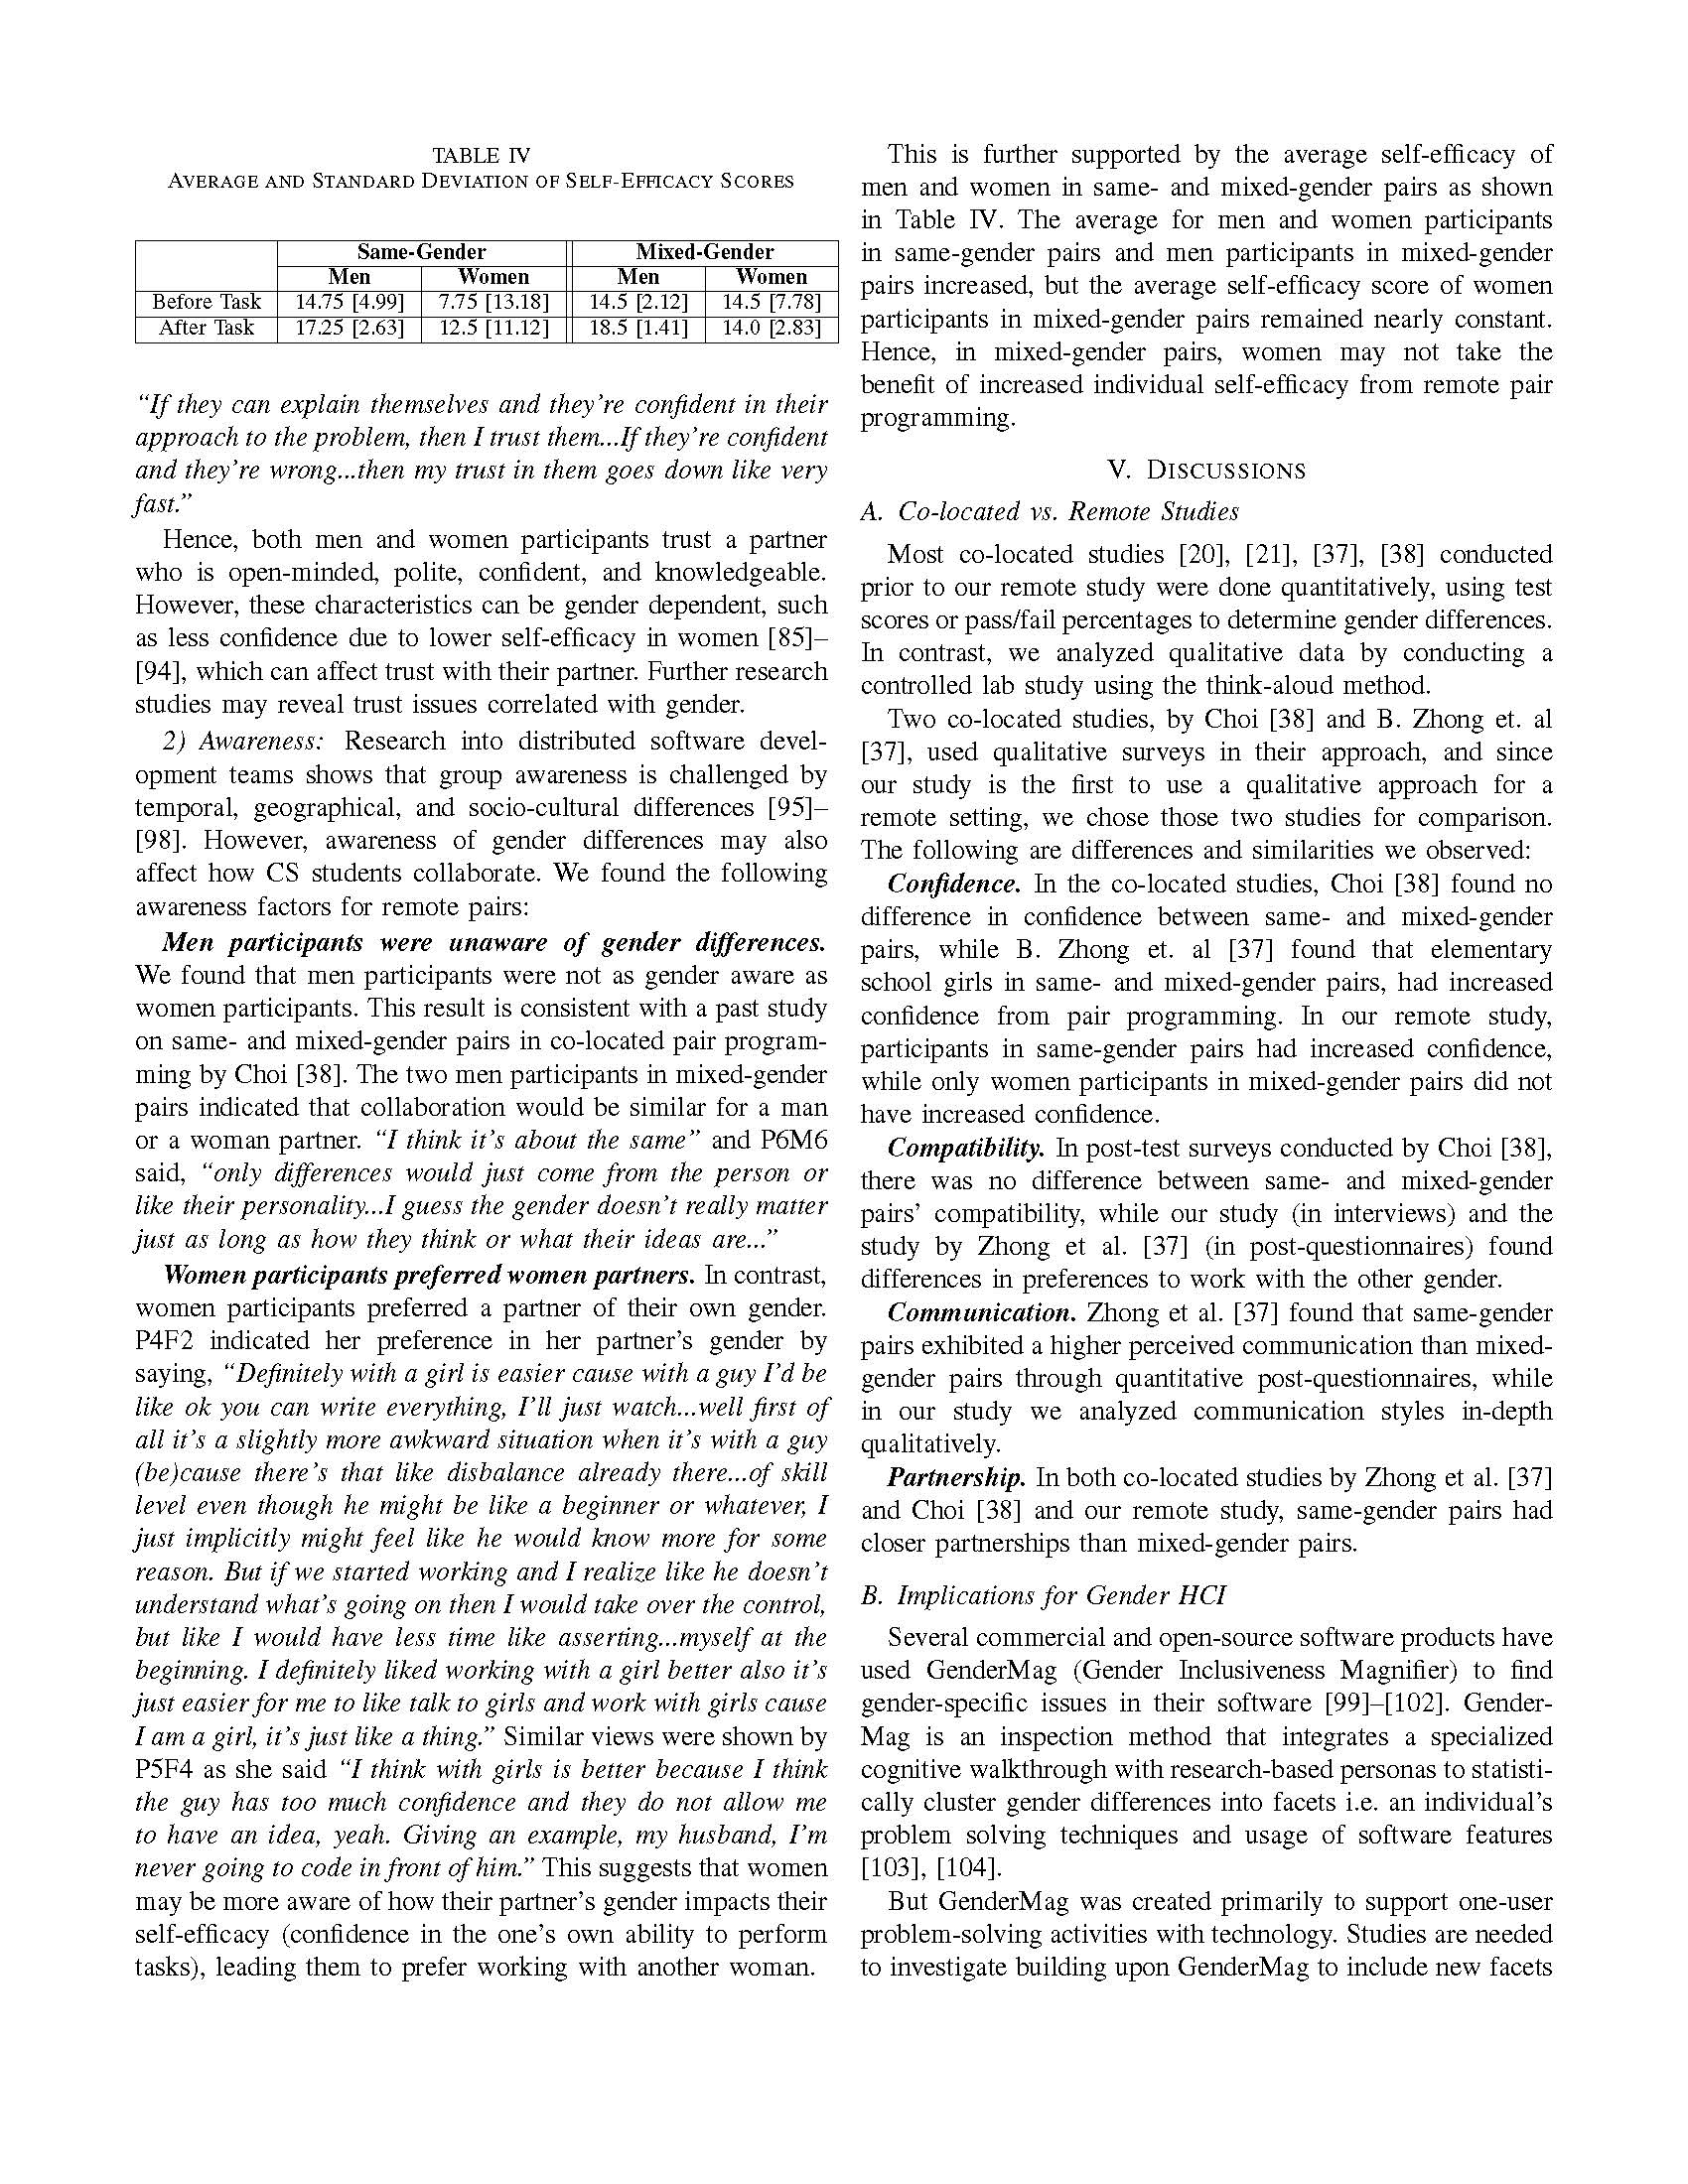 TABLE IV
AVERAGE AND STANDARD DEVIATION OF SELF-EFFICACY SCORES
Same-Gender Mixed-Gender
Men Women Men Women
Before Task 14.75 [4.99] 7.75 [13.18] 14.5 [2.12] 14.5 [7.78]
After Task 17.25 [2.63] 12.5 [11.12] 18.5 [1.41] 14.0 [2.83]
“If they can explain themselves and they’re confident in their
approach to the problem, then I trust them...If they’re confident
and they’re wrong...then my trust in them goes down like very
fast.”
Hence, both men and women participants trust a partner
who is open-minded, polite, confident, and knowledgeable.
However, these characteristics can be gender dependent, such
as less confidence due to lower self-efficacy in women [85]–
[94], which can affect trust with their partner. Further research
studies may reveal trust issues correlated with gender.
2) Awareness: Research into distributed software devel-
opment teams shows that group awareness is challenged by
temporal, geographical, and socio-cultural differences [95]–
[98]. However, awareness of gender differences may also
affect how CS students collaborate. We found the following
awareness factors for remote pairs:
Men participants were unaware of gender differences.
We found that men participants were not as gender aware as
women participants. This result is consistent with a past study
on same- and mixed-gender pairs in co-located pair program-
ming by Choi [38]. The two men participants in mixed-gender
pairs indicated that collaboration would be similar for a man
or a woman partner. “I think it’s about the same” and P6M6
said, “only differences would just come from the person or
like their personality...I guess the gender doesn’t really matter
just as long as how they think or what their ideas are...”
Women participants preferred women partners. In contrast,
women participants preferred a partner of their own gender.
P4F2 indicated her preference in her partner’s gender by
saying, “Definitely with a girl is easier cause with a guy I’d be
like ok you can write everything, I’ll just watch...well first of
all it’s a slightly more awkward situation when it’s with a guy
(be)cause there’s that like disbalance already there...of skill
level even though he might be like a beginner or whatever, I
just implicitly might feel like he would know more for some
reason. But if we started working and I realize like he doesn’t
understand what’s going on then I would take over the control,
but like I would have less time like asserting...myself at the
beginning. I definitely liked working with a girl better also it’s
just easier for me to like talk to girls and work with girls cause
I am a girl, it’s just like a thing.” Similar views were shown by
P5F4 as she said “I think with girls is better because I think
the guy has too much confidence and they do not allow me
to have an idea, yeah. Giving an example, my husband, I’m
never going to code in front of him.” This suggests that women
may be more aware of how their partner’s gender impacts their
self-efficacy (confidence in the one’s own ability to perform
tasks), leading them to prefer working with another woman.
This is further supported by the average self-efficacy of
men and women in same- and mixed-gender pairs as shown
in Table IV. The average for men and women participants
in same-gender pairs and men participants in mixed-gender
pairs increased, but the average self-efficacy score of women
participants in mixed-gender pairs remained nearly constant.
Hence, in mixed-gender pairs, women may not take the
benefit of increased individual self-efficacy from remote pair
programming.
V. DISCUSSIONS
A. Co-located vs. Remote Studies
Most co-located studies [20], [21], [37], [38] conducted
prior to our remote study were done quantitatively, using test
scores or pass/fail percentages to determine gender differences.
In contrast, we analyzed qualitative data by conducting a
controlled lab study using the think-aloud method.
Two co-located studies, by Choi [38] and B. Zhong et. al
[37], used qualitative surveys in their approach, and since
our study is the first to use a qualitative approach for a
remote setting, we chose those two studies for comparison.
The following are differences and similarities we observed:
Confidence. In the co-located studies, Choi [38] found no
difference in confidence between same- and mixed-gender
pairs, while B. Zhong et. al [37] found that elementary
school girls in same- and mixed-gender pairs, had increased
confidence from pair programming. In our remote study,
participants in same-gender pairs had increased confidence,
while only women participants in mixed-gender pairs did not
have increased confidence.
Compatibility. In post-test surveys conducted by Choi [38],
there was no difference between same- and mixed-gender
pairs’ compatibility, while our study (in interviews) and the
study by Zhong et al. [37] (in post-questionnaires) found
differences in preferences to work with the other gender.
Communication. Zhong et al. [37] found that same-gender
pairs exhibited a higher perceived communication than mixed-
gender pairs through quantitative post-questionnaires, while
in our study we analyzed communication styles in-depth
qualitatively.
Partnership. In both co-located studies by Zhong et al. [37]
and Choi [38] and our remote study, same-gender pairs had
closer partnerships than mixed-gender pairs.
B. Implications for Gender HCI
Several commercial and open-source software products have
used GenderMag (Gender Inclusiveness Magnifier) to find
gender-specific issues in their software [99]–[102]. Gender-
Mag is an inspection method that integrates a specialized
cognitive walkthrough with research-based personas to statisti-
cally cluster gender differences into facets i.e. an individual’s
problem solving techniques and usage of software features
[103], [104].
But GenderMag was created primarily to support one-user
problem-solving activities with technology. Studies are needed
to investigate building upon GenderMag to include new facets